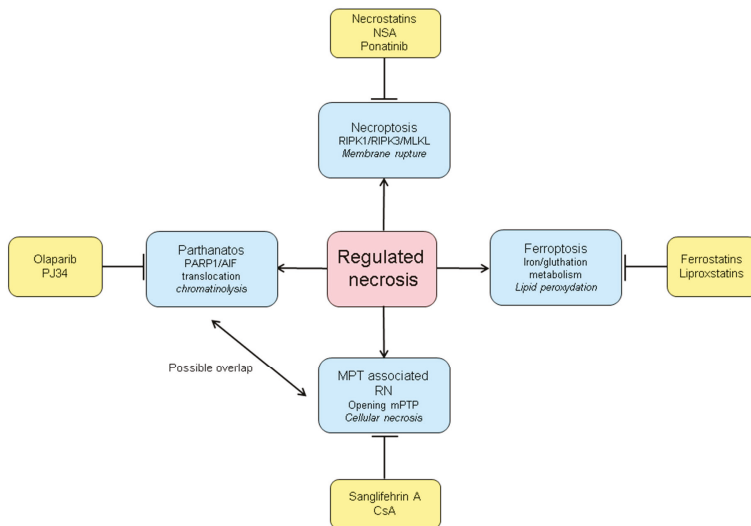 Necrostatins
NSA
Ponatinib
Necroptosis
RIPK1/RIPK3/MLKL
Membrane rupture
Olaparib
PJ34
Parthanatos
PARP1/AIF
translocation
chromatinolysis
Regulated
necrosis
Ferroptosis
Iron/gluthation
metabolism
Lipid peroxydation
Ferrostatins
Liproxstatins
Possible overlap
MPT associated
RN
Opening mPTP
Cellular necrosis
Sanglifehrin A
CsA